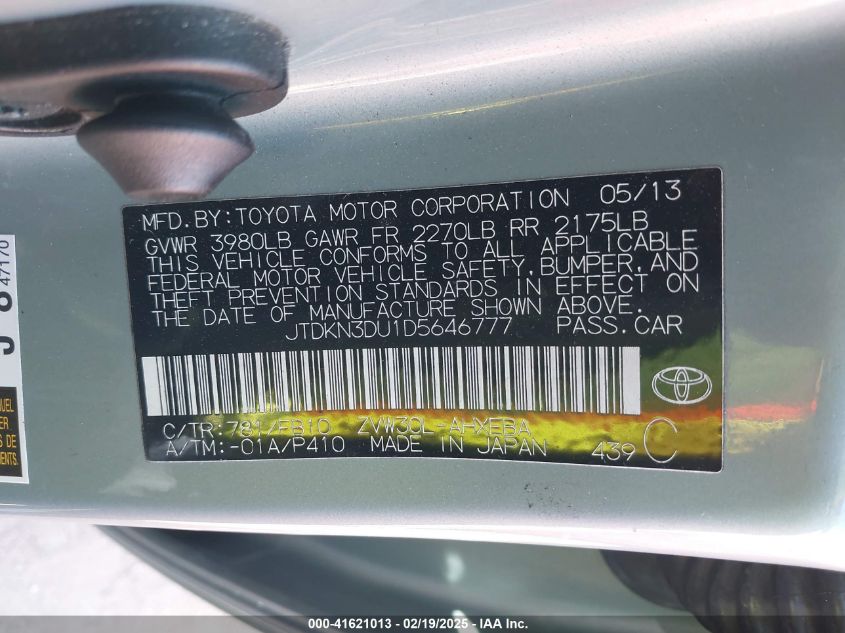 MFD. BY: TOYOTA MOTOR CORPORATION 05/13
GVWR 3980LB GAWR FR 2270LB RR 2175LB
THIS VEHICLE CONFORMS TO ALL APPLICABLE
FEDERAL MOTOR VEHICLE SAFETY, BUMPER, AND
THEFT PREVENTION STANDARDS IN EFFECT ON
THE DATE OF MANUFACTURE SHOWN ABOVE.
JTDKN3DU1D5646777 PASS. CAR
C/TR: 781/FB10 ZVW30L-AHXEBA
A/TM: -01A/P410 MADE IN JAPAN 439 C
47170
000-41621013 - 02/19/2025 - IAA Inc.